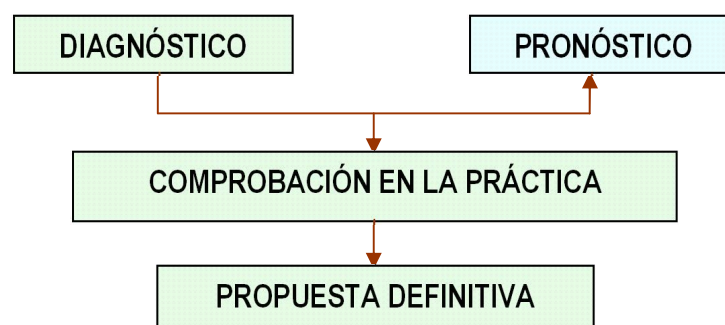 DIAGNÓSTICO
PRONÓSTICO
COMPROBACIÓN EN LA PRÁCTICA
PROPUESTA DEFINITIVA